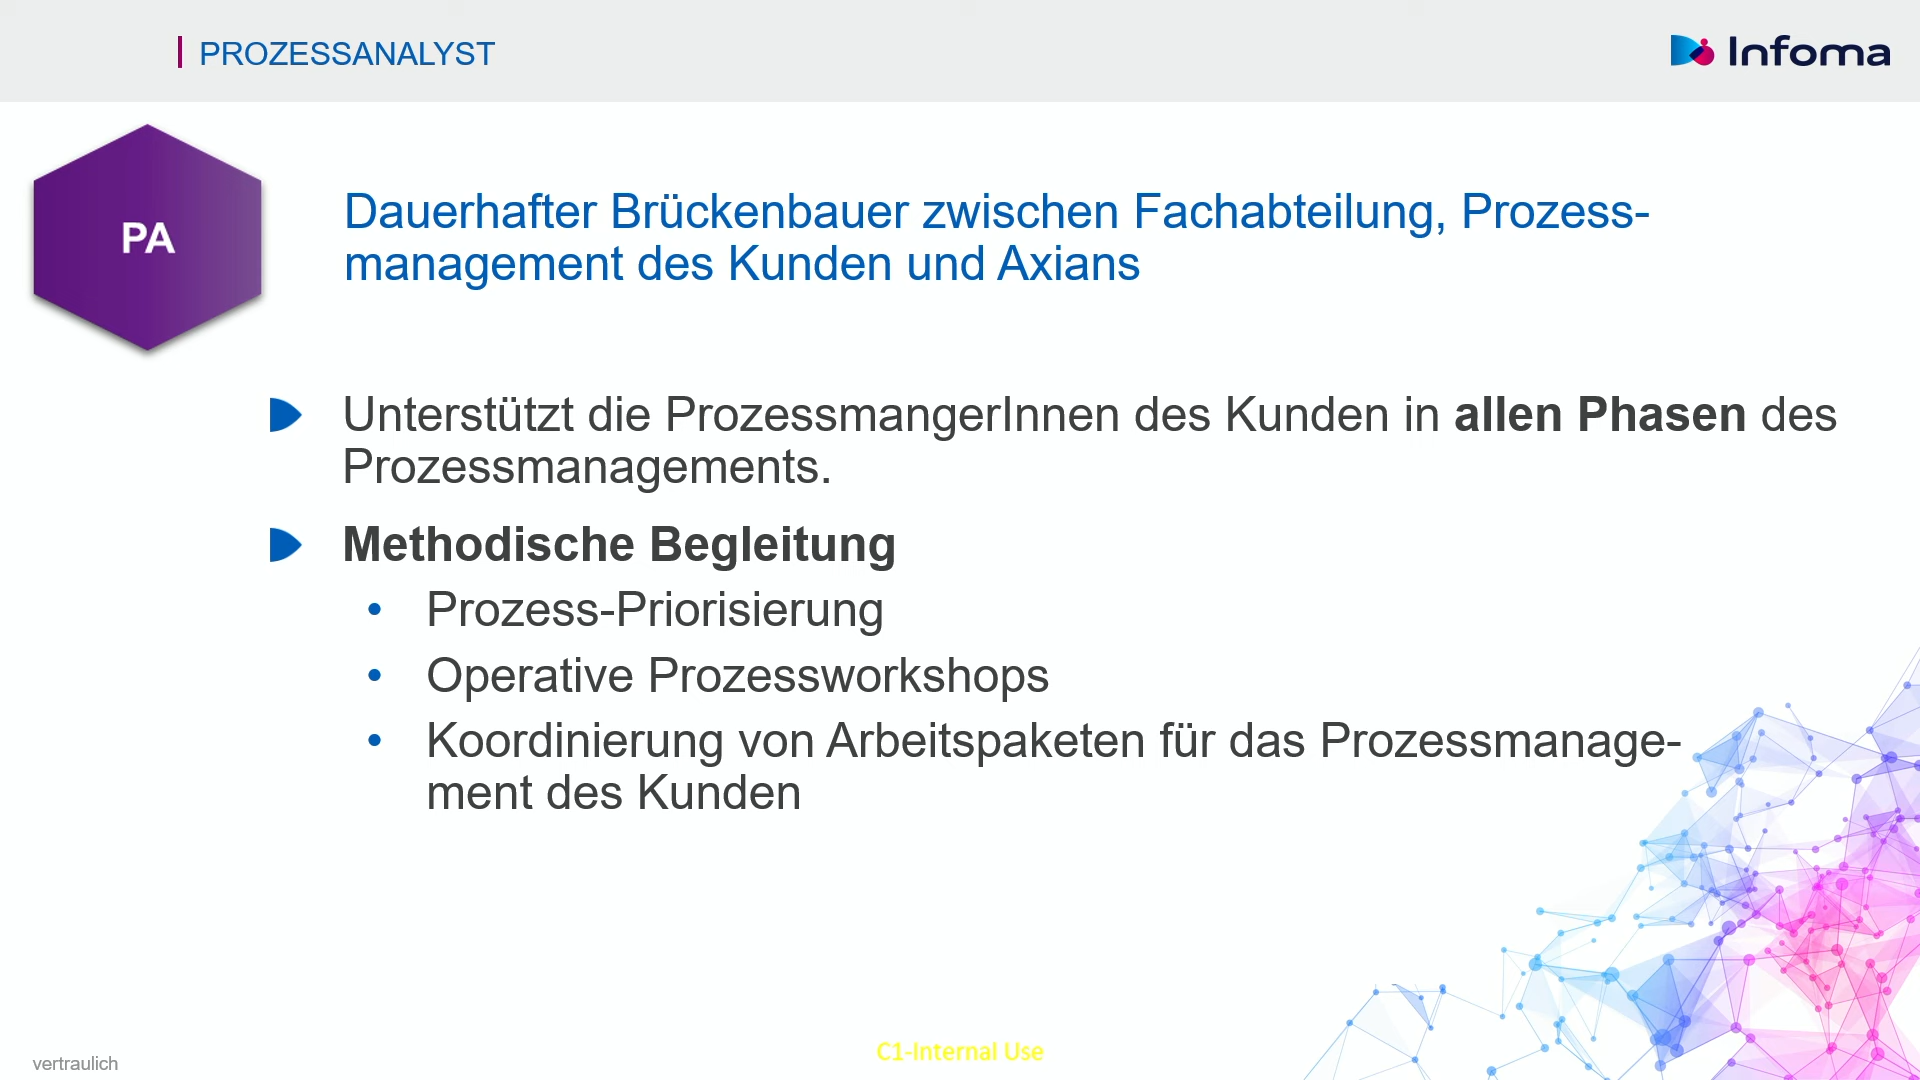 PROZESSANALYST
Infoma
PA
Dauerhafter Brückenbauer zwischen Fachabteilung, Prozess-
management des Kunden und Axians
Unterstützt die ProzessmangerInnen des Kunden in allen Phasen des
Prozessmanagements.
Methodische Begleitung
• Prozess-Priorisierung
• Operative Prozessworkshops
• Koordinierung von Arbeitspaketen für das Prozessmanage-
ment des Kunden
C1-Internal Use
vertraulich